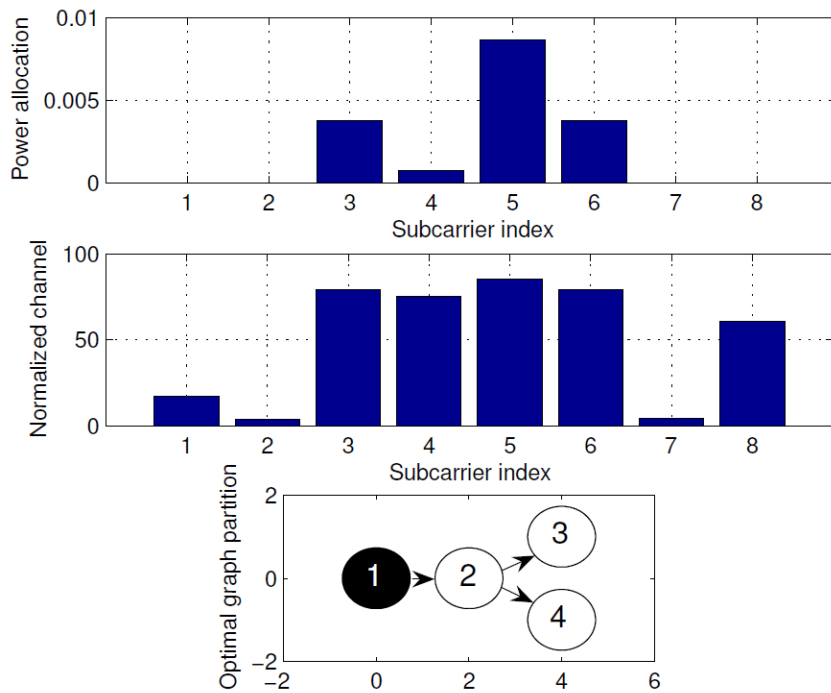 Power allocation
0.01
0.005
0
1 2 3 4 5 6 7 8
Subcarrier index
Normalized channel
100
50
0
1 2 3 4 5 6 7 8
Subcarrier index
Optimal graph partition
2
0
−2
1
2
3
4
−2 0 2 4 6